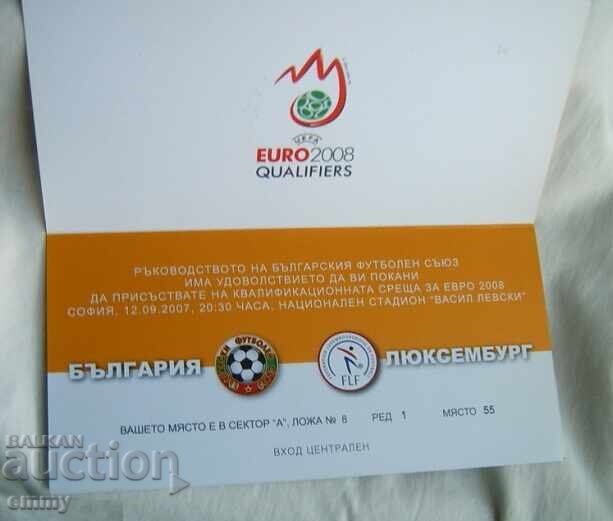 UEFA
EURO2008
QUALIFIERS
РЪКОВОДСТВОТО НА БЪЛГАРСКИЯ ФУТБОЛЕН СЪЮЗ
ИМА УДОВОЛСТВИЕТО ДА ВИ ПОКАНИ
ДА ПРИСЪСТВАТЕ НА КВАЛИФИКАЦИОННАТА СРЕЩА ЗА ЕВРО 2008
СОФИЯ, 12.09.2007, 20:30 ЧАСА, НАЦИОНАЛЕН СТАДИОН "ВАСИЛ ЛЕВСКИ"
БЪЛГАРИЯ
FLF
ЛЮКСЕМБУРГ
ВАШЕТО МЯСТО Е В СЕКТОР "А", ЛОЖА № 8 РЕД 1 МЯСТО 55
ВХОД ЦЕНТРАЛЕН
БАЛКАН
auction
emmy